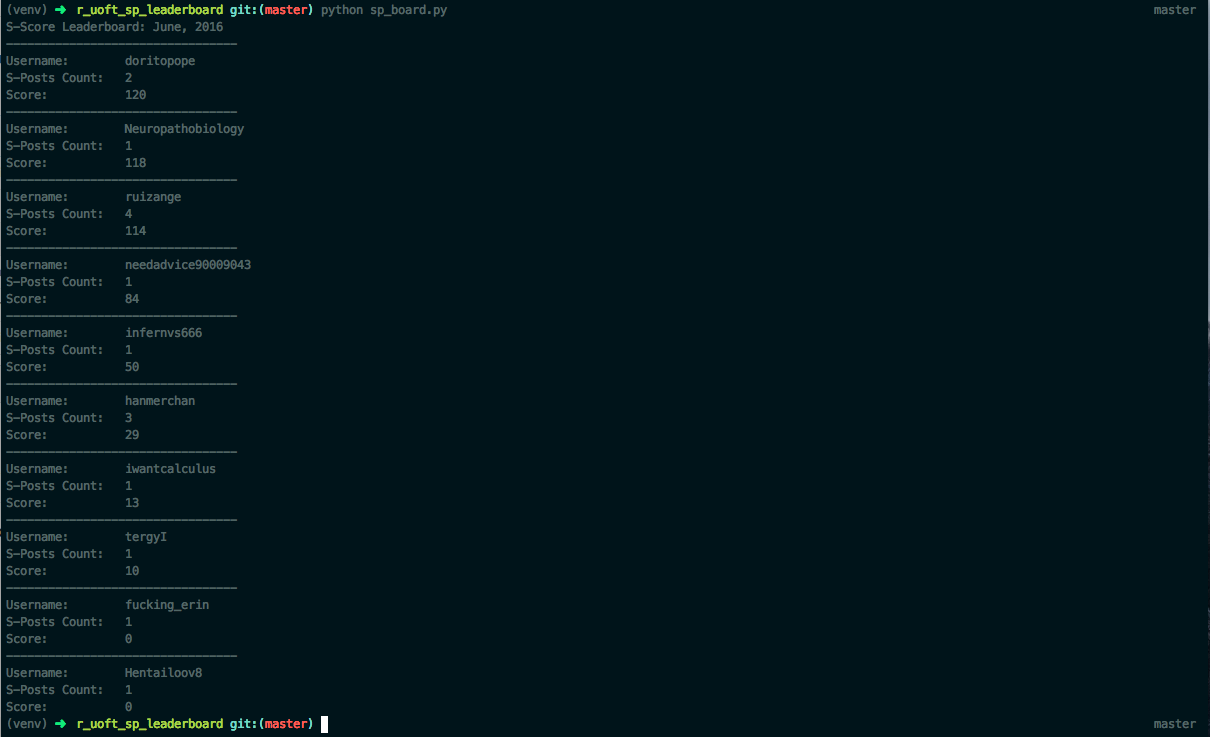 (venv) ➜ r_uoft_sp_leaderboard git:(master) python sp_board.py master
S-Score Leaderboard: June, 2016
---------------------------------
Username: doritopope
S-Posts Count: 2
Score: 120
---------------------------------
Username: Neuropathobiology
S-Posts Count: 1
Score: 118
---------------------------------
Username: ruizange
S-Posts Count: 4
Score: 114
---------------------------------
Username: needadvice90009043
S-Posts Count: 1
Score: 84
---------------------------------
Username: infernvs666
S-Posts Count: 1
Score: 50
---------------------------------
Username: hanmerchan
S-Posts Count: 3
Score: 29
---------------------------------
Username: iwantcalculus
S-Posts Count: 1
Score: 13
---------------------------------
Username: tergyI
S-Posts Count: 1
Score: 10
---------------------------------
Username: fucking_erin
S-Posts Count: 1
Score: 0
---------------------------------
Username: Hentailoov8
S-Posts Count: 1
Score: 0
(venv) ➜ r_uoft_sp_leaderboard git:(master) master